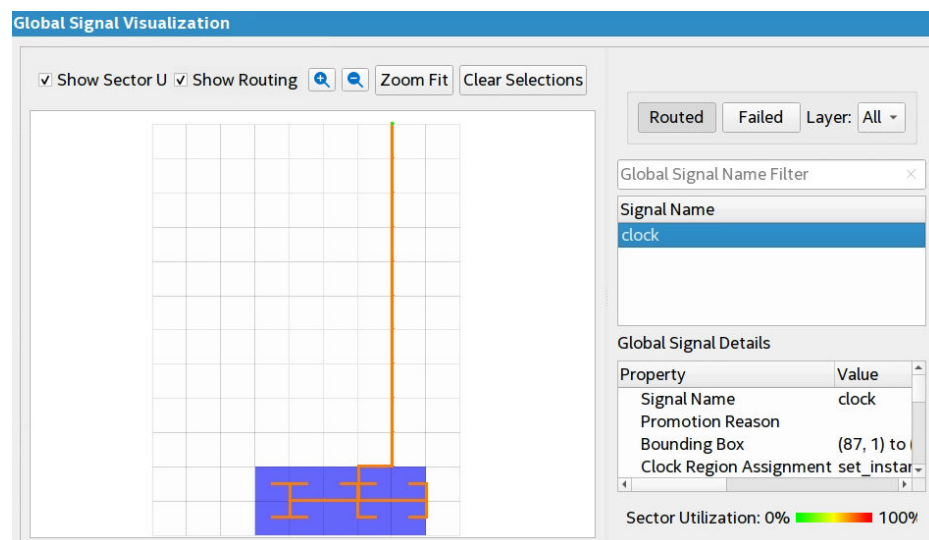 Global Signal Visualization
Show Sector U Show Routing Zoom Fit Clear Selections
Routed Failed Layer: All
Global Signal Name Filter
Signal Name
clock
Global Signal Details
Property Value
Signal Name clock
Promotion Reason
Bounding Box (87, 1) to (
Clock Region Assignment set_instar
Sector Utilization: 0% 100%